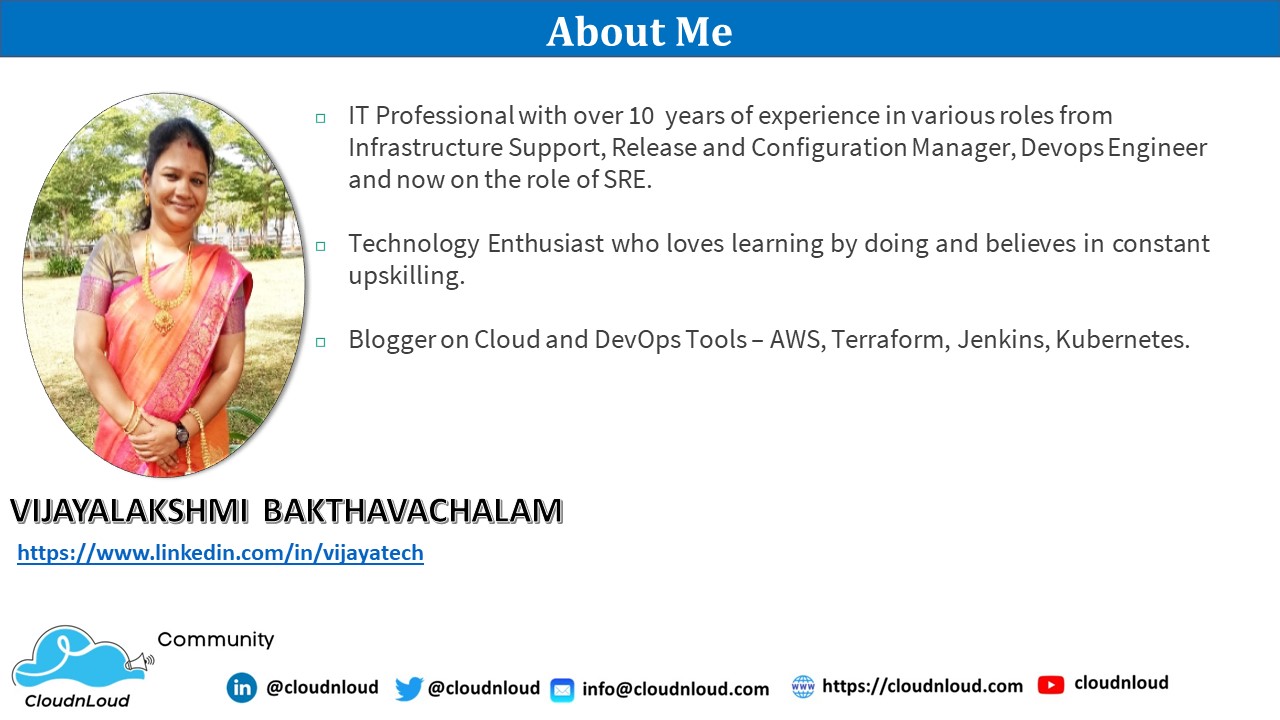 About Me
IT Professional with over 10 years of experience in various roles from
Infrastructure Support, Release and Configuration Manager, Devops Engineer
and now on the role of SRE.
Technology Enthusiast who loves learning by doing and believes in constant
upskilling.
Blogger on Cloud and DevOps Tools – AWS, Terraform, Jenkins, Kubernetes.
VIJAYALAKSHMI BAKTHAVACHALAM
https://www.linkedin.com/in/vijayatech
Community
CloudnLoud
in @cloudnloud @cloudnloud info@cloudnloud.com www https://cloudnloud.com cloudnloud